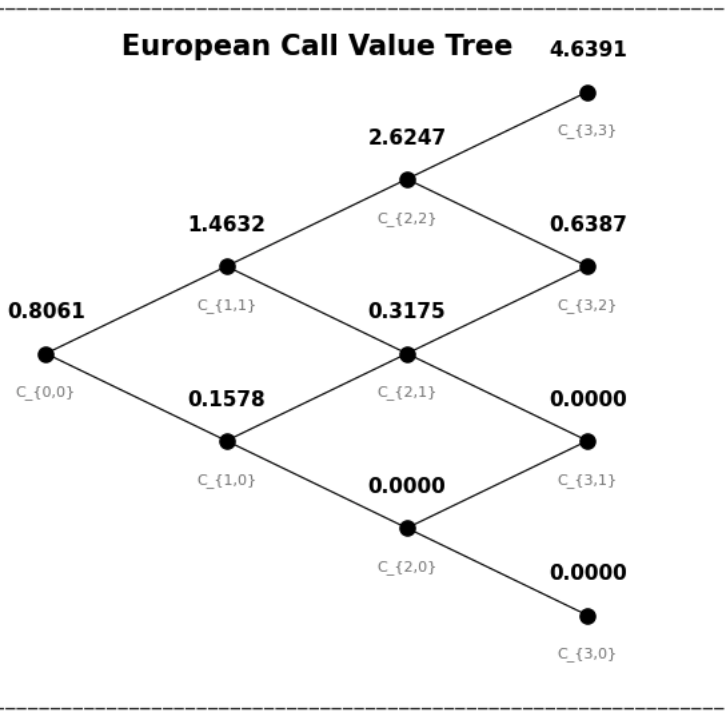 European Call Value Tree
4.6391
C_{3,3}
2.6247
C_{2,2}
1.4632
0.6387
C_{1,1}
C_{3,2}
0.8061
0.3175
C_{0,0}
C_{2,1}
0.1578
0.0000
C_{1,0}
C_{3,1}
0.0000
C_{2,0}
0.0000
C_{3,0}